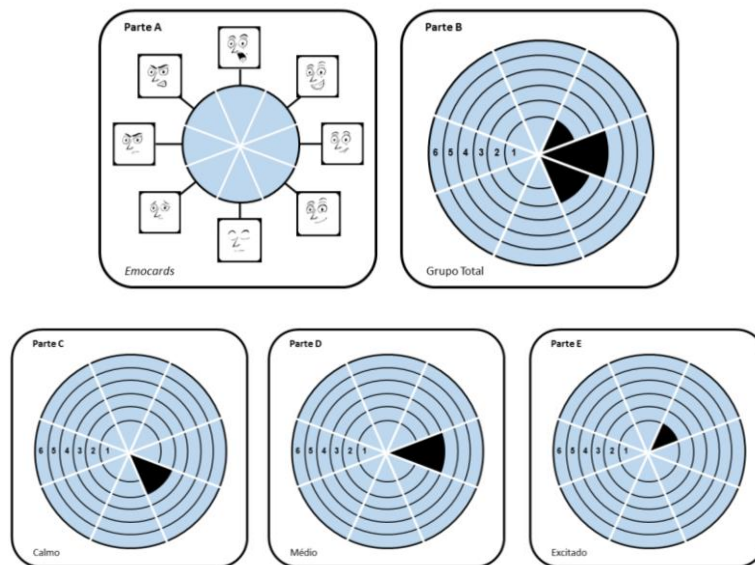 Parte A
Emocards
Parte B
6 5 4 3 2 1
Grupo Total
Parte C
6 5 4 3 2 1
Calmo
Parte D
6 5 4 3 2 1
Médio
Parte E
6 5 4 3 2 1
Excitado